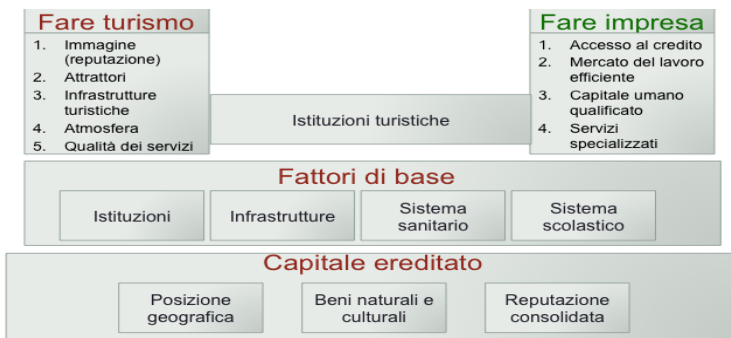 Fare turismo
1. Immagine
(reputazione)
2. Attrattori
3. Infrastrutture
turistiche
4. Atmosfera
5. Qualità dei servizi
Istituzioni turistiche
Fare impresa
1. Accesso al credito
2. Mercato del lavoro
efficiente
3. Capitale umano
qualificato
4. Servizi
specializzati
Fattori di base
Istituzioni
Infrastrutture
Sistema
sanitario
Sistema
scolastico
Capitale ereditato
Posizione
geografica
Beni naturali e
culturali
Reputazione
consolidata